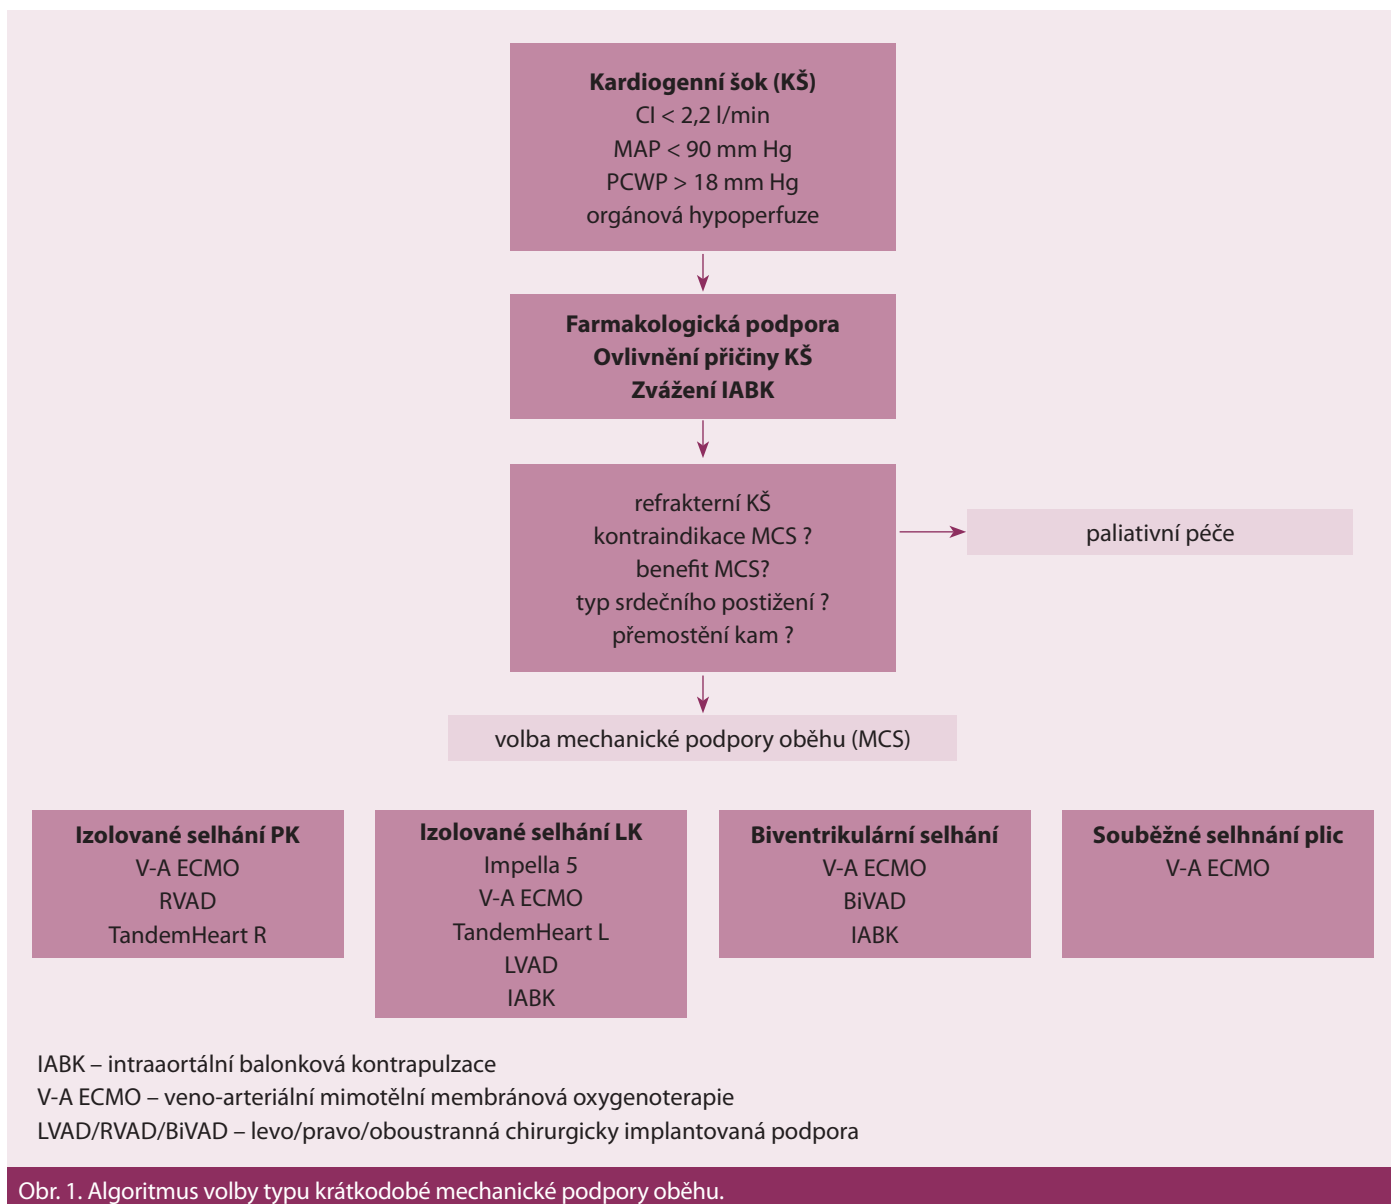 Kardiogenní šok (KŠ)
CI < 2,2 l/min
MAP < 90 mm Hg
PCWP > 18 mm Hg
orgánová hypoperfuze
Farmakologická podpora
Ovlivnění přičiny KŠ
Zvážení IABK
refrakterní KŠ
kontraindikace MCS ?
benefit MCS?
typ srdečního postižení ?
přemostění kam ?
paliativní péče
volba mechanické podpory oběhu (MCS)
Izolované selhání PK
V-A ECMO
RVAD
TandemHeart R
Izolované selhání LK
Impella 5
V-A ECMO
TandemHeart L
LVAD
IABK
Biventrikulární selhání
V-A ECMO
BiVAD
IABK
Souběžné selhnání plic
V-A ECMO
IABK – intraaortální balonková kontrapulzace
V-A ECMO – veno-arteriální mimotělní membránová oxygenoterapie
LVAD/RVAD/BiVAD – levo/pravo/oboustranná chirurgicky implantovaná podpora
Obr. 1. Algoritmus volby typu krátkodobé mechanické podpory oběhu.